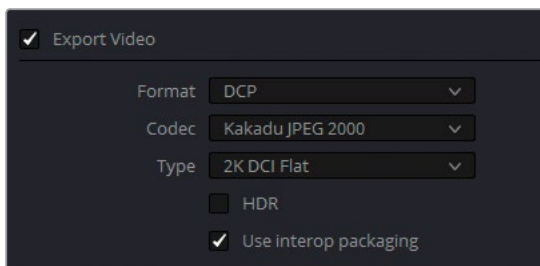 Export Video
Format DCP
Codec Kakadu JPEG 2000
Type 2K DCI Flat
HDR
Use interop packaging